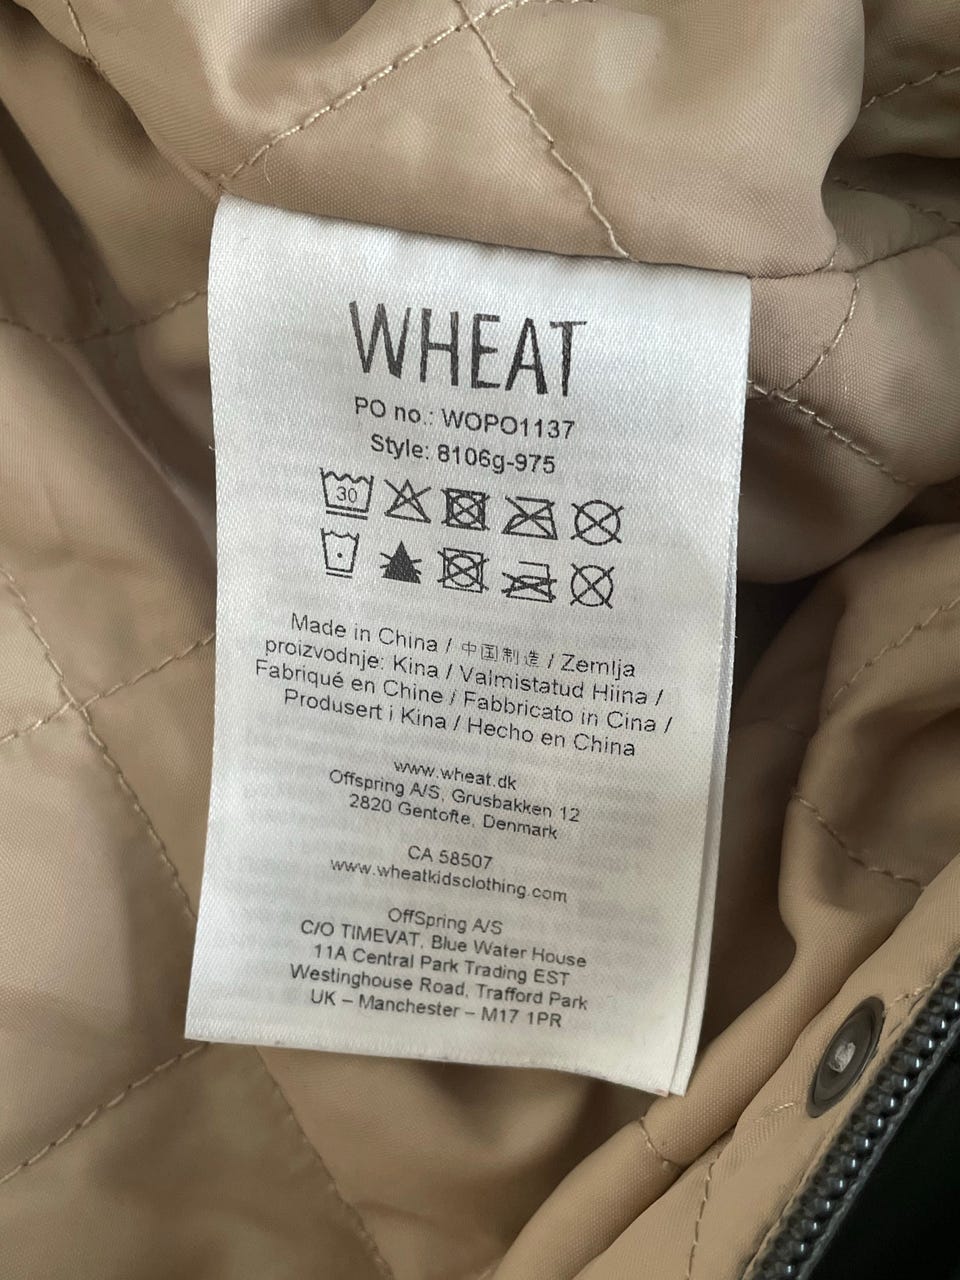 WHEAT
PO no.: WOPO1137
Style: 8106g-975
30
Made in China / 中国制造 / Zemlja
proizvodnje: Kina / Valmistatud Hiina /
Fabriqué en Chine / Fabbricato in Cina /
Produsert i Kina / Hecho en China
www.wheat.dk
Offspring A/S, Grusbakken 12
2820 Gentofte, Denmark
CA 58507
www.wheatkidsclothing.com
OffSpring A/S
C/O TIMEVAT, Blue Water House
11A Central Park Trading EST
Westinghouse Road, Trafford Park
UK – Manchester – M17 1PR